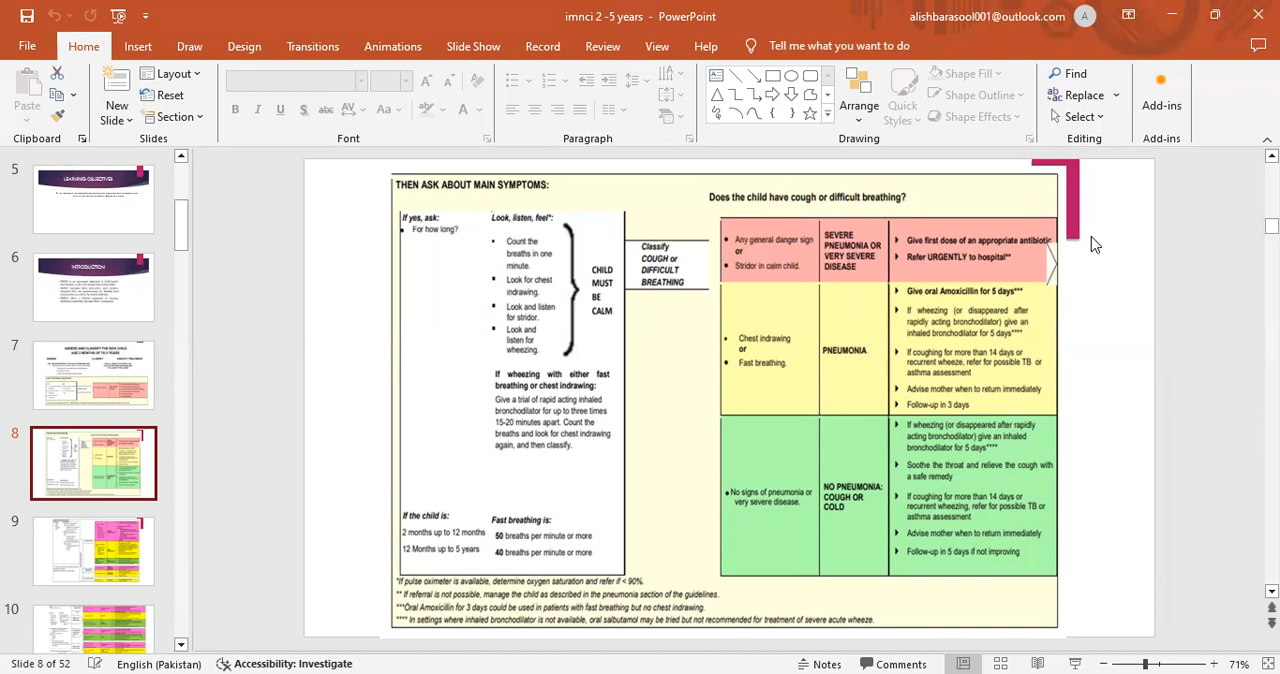 imnci 2 -5 years - PowerPoint
alishbarasool001@outlook.com
A
File
Home
Insert
Draw
Design
Transitions
Animations
Slide Show
Record
Review
View
Help
Tell me what you want to do
Paste
Clipboard
New
Slide
Layout
Reset
Section
Slides
B I U S abc AV Aa A
Font
Paragraph
Arrange
Quick
Styles
Shape Fill
Shape Outline
Shape Effects
Drawing
Find
Replace
Select
Editing
Add-ins
Add-ins
5
LEARNING OBJECTIVES
6
INTRODUCTION
7
8
9
10
THEN ASK ABOUT MAIN SYMPTOMS:
Does the child have cough or difficult breathing?
If yes, ask:
• For how long?
Look, listen, feel*:
Count the
breaths in one
minute.
Look for chest
indrawing.
Look and listen
for stridor.
Look and
listen for
wheezing.
CHILD
MUST
BE
CALM
If wheezing with either fast
breathing or chest indrawing:
Give a trial of rapid acting inhaled
bronchodilator for up to three times
15-20 minutes apart. Count the
breaths and look for chest indrawing
again, and then classify.
If the child is:
2 months up to 12 months
12 Months up to 5 years
Fast breathing is:
50 breaths per minute or more
40 breaths per minute or more
Classify
COUGH or
DIFFICULT
BREATHING
• Any general danger sign
or
• Stridor in calm child.
SEVERE
PNEUMONIA OR
VERY SEVERE
DISEASE
Give first dose of an appropriate antibiotic
Refer URGENTLY to hospital**
• Chest indrawing
or
• Fast breathing.
PNEUMONIA
Give oral Amoxicillin for 5 days***
If wheezing (or disappeared after
rapidly acting bronchodilator) give an
inhaled bronchodilator for 5 days****
If coughing for more than 14 days or
recurrent wheeze, refer for possible TB or
asthma assessment
Advise mother when to return immediately
Follow-up in 3 days
• No signs of pneumonia or
very severe disease.
NO PNEUMONIA:
COUGH OR
COLD
If wheezing (or disappeared after rapidly
acting bronchodilator) give an inhaled
bronchodilator for 5 days****
Soothe the throat and relieve the cough with
a safe remedy
If coughing for more than 14 days or
recurrent wheezing, refer for possible TB or
asthma assessment
Advise mother when to return immediately
Follow-up in 5 days if not improving
*If pulse oximeter is available, determine oxygen saturation and refer if < 90%.
** If referral is not possible, manage the child as described in the pneumonia section of the guidelines.
***Oral Amoxicillin for 3 days could be used in patients with fast breathing but no chest indrawing.
**** In settings where inhaled bronchodilator is not available, oral salbutamol may be tried but not recommended for treatment of severe acute wheeze.
Slide 8 of 52
English (Pakistan)
Accessibility: Investigate
Notes
Comments
71%